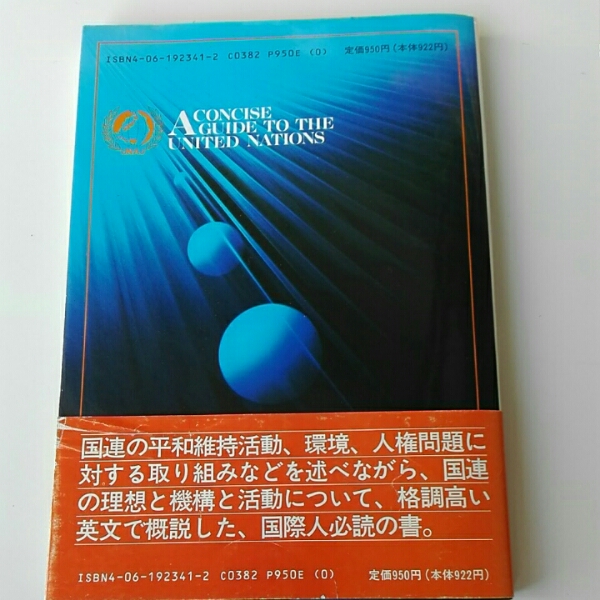 ISBN4-06-192341-2 C0382 P950E (0) 定価950円(本体922円)
A CONCISE
GUIDE TO THE
UNITED NATIONS
国連の平和維持活動、環境、人権問題に
対する取り組みなどを述べながら、国連
の理想と機構と活動について、格調高い
英文で概説した、国際人必読の書。
ISBN4-06-192341-2 C0382 P950E (0) 定価950円(本体922円)